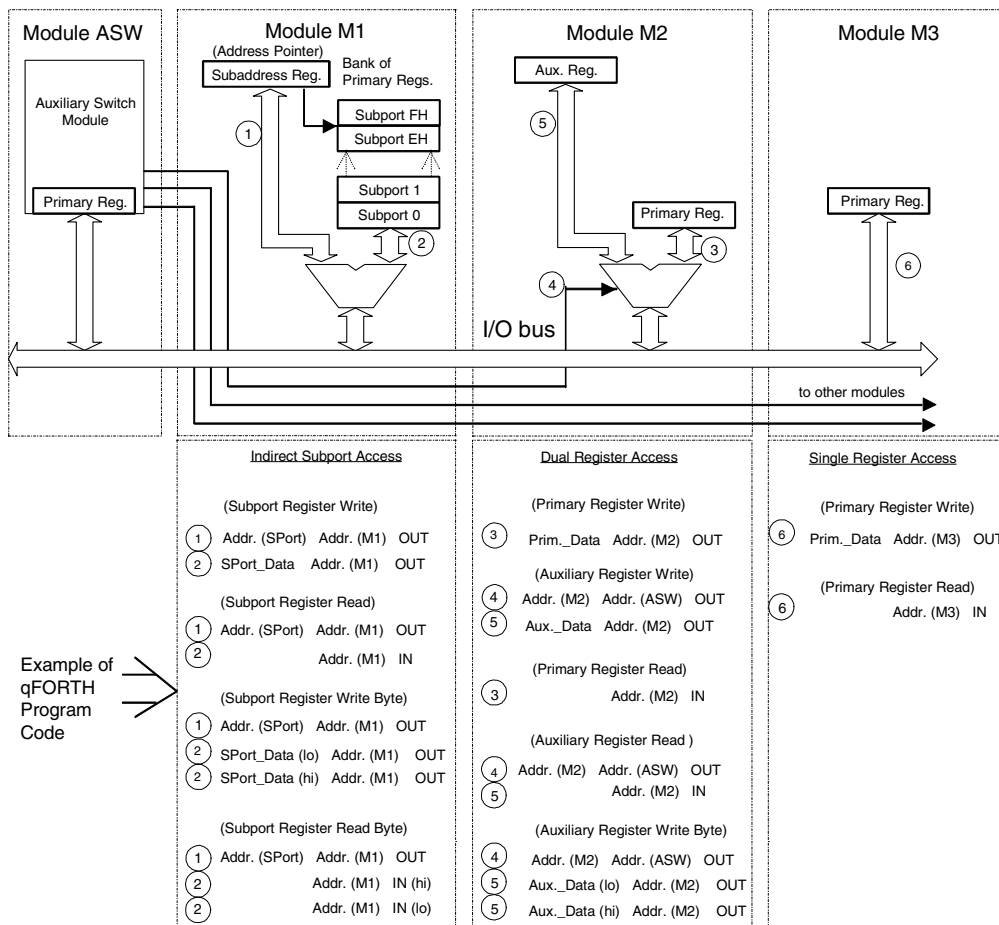 Module ASW
Auxiliary Switch
Module
Primary Reg.
Module M1
(Address Pointer)
Subaddress Reg.
Bank of
Primary Regs.
Subport FH
Subport EH
Subport 1
Subport 0
1
2
Module M2
Aux. Reg.
5
Primary Reg.
3
4
I/O bus
Module M3
Primary Reg.
6
to other modules
Example of
qFORTH
Program
Code
Indirect Subport Access
(Subport Register Write)
1 Addr. (SPort) Addr. (M1) OUT
2 SPort_Data Addr. (M1) OUT
(Subport Register Read)
1 Addr. (SPort) Addr. (M1) OUT
2 Addr. (M1) IN
(Subport Register Write Byte)
1 Addr. (SPort) Addr. (M1) OUT
2 SPort_Data (lo) Addr. (M1) OUT
2 SPort_Data (hi) Addr. (M1) OUT
(Subport Register Read Byte)
1 Addr. (SPort) Addr. (M1) OUT
2 Addr. (M1) IN (hi)
2 Addr. (M1) IN (lo)
Dual Register Access
(Primary Register Write)
3 Prim._Data Addr. (M2) OUT
(Auxiliary Register Write)
4 Addr. (M2) Addr. (ASW) OUT
5 Aux._Data Addr. (M2) OUT
(Primary Register Read)
3 Addr. (M2) IN
(Auxiliary Register Read )
4 Addr. (M2) Addr. (ASW) OUT
5 Addr. (M2) IN
(Auxiliary Register Write Byte)
4 Addr. (M2) Addr. (ASW) OUT
5 Aux._Data (lo) Addr. (M2) OUT
5 Aux._Data (hi) Addr. (M2) OUT
Single Register Access
(Primary Register Write)
6 Prim._Data Addr. (M3) OUT
(Primary Register Read)
6 Addr. (M3) IN